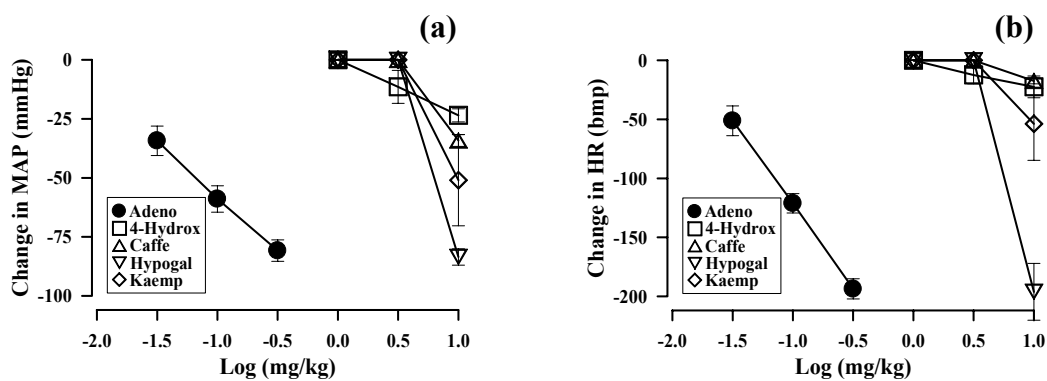 (a)
0
-25
-50
-75
-100
Change in MAP (mmHg)
Adeno
4-Hydrox
Caffe
Hypogal
Kaemp
-2.0 -1.5 -1.0 -0.5 0.0 0.5 1.0
Log (mg/kg)
(b)
0
-50
-100
-150
-200
Change in HR (bmp)
Adeno
4-Hydrox
Caffe
Hypogal
Kaemp
-2.0 -1.5 -1.0 -0.5 0.0 0.5 1.0
Log (mg/kg)